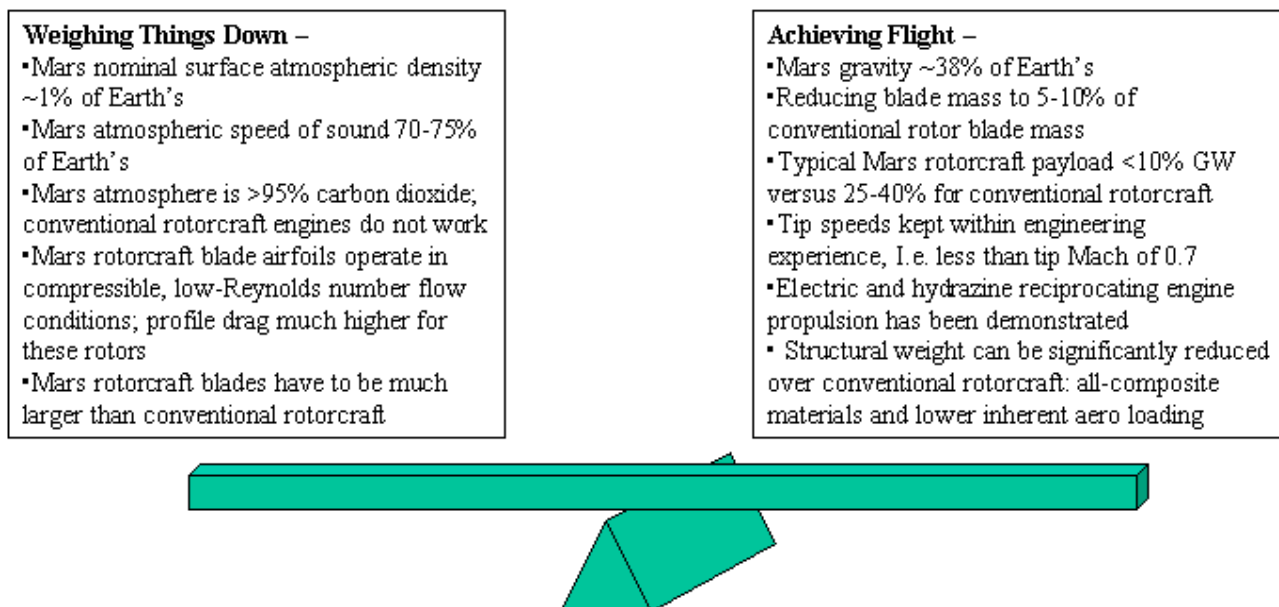 Weighing Things Down –
▪Mars nominal surface atmospheric density
~1% of Earth's
▪Mars atmospheric speed of sound 70-75%
of Earth's
▪Mars atmosphere is >95% carbon dioxide;
conventional rotorcraft engines do not work
▪Mars rotorcraft blade airfoils operate in
compressible, low-Reynolds number flow
conditions; profile drag much higher for
these rotors
▪Mars rotorcraft blades have to be much
larger than conventional rotorcraft
Achieving Flight –
▪Mars gravity ~38% of Earth's
▪Reducing blade mass to 5-10% of
conventional rotor blade mass
▪Typical Mars rotorcraft payload <10% GW
versus 25-40% for conventional rotorcraft
▪Tip speeds kept within engineering
experience, I.e. less than tip Mach of 0.7
▪Electric and hydrazine reciprocating engine
propulsion has been demonstrated
▪ Structural weight can be significantly reduced
over conventional rotorcraft: all-composite
materials and lower inherent aero loading